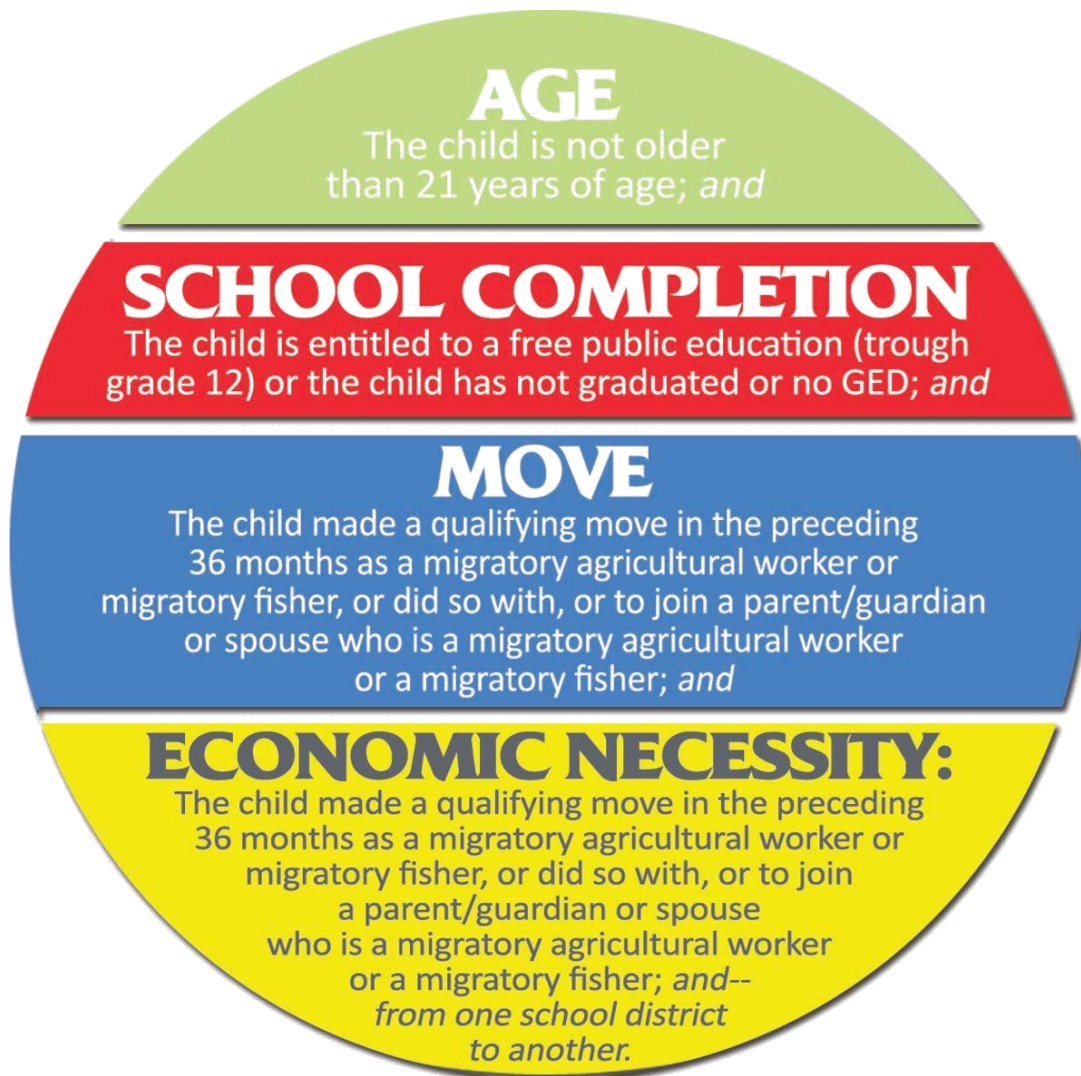 AGE
The child is not older
than 21 years of age; and
SCHOOL COMPLETION
The child is entitled to a free public education (trough
grade 12) or the child has not graduated or no GED; and
MOVE
The child made a qualifying move in the preceding
36 months as a migratory agricultural worker or
migratory fisher, or did so with, or to join a parent/guardian
or spouse who is a migratory agricultural worker
or a migratory fisher; and
ECONOMIC NECESSITY:
The child made a qualifying move in the preceding
36 months as a migratory agricultural worker or
migratory fisher, or did so with, or to join
a parent/guardian or spouse
who is a migratory agricultural worker
or a migratory fisher; and--
from one school district
to another.